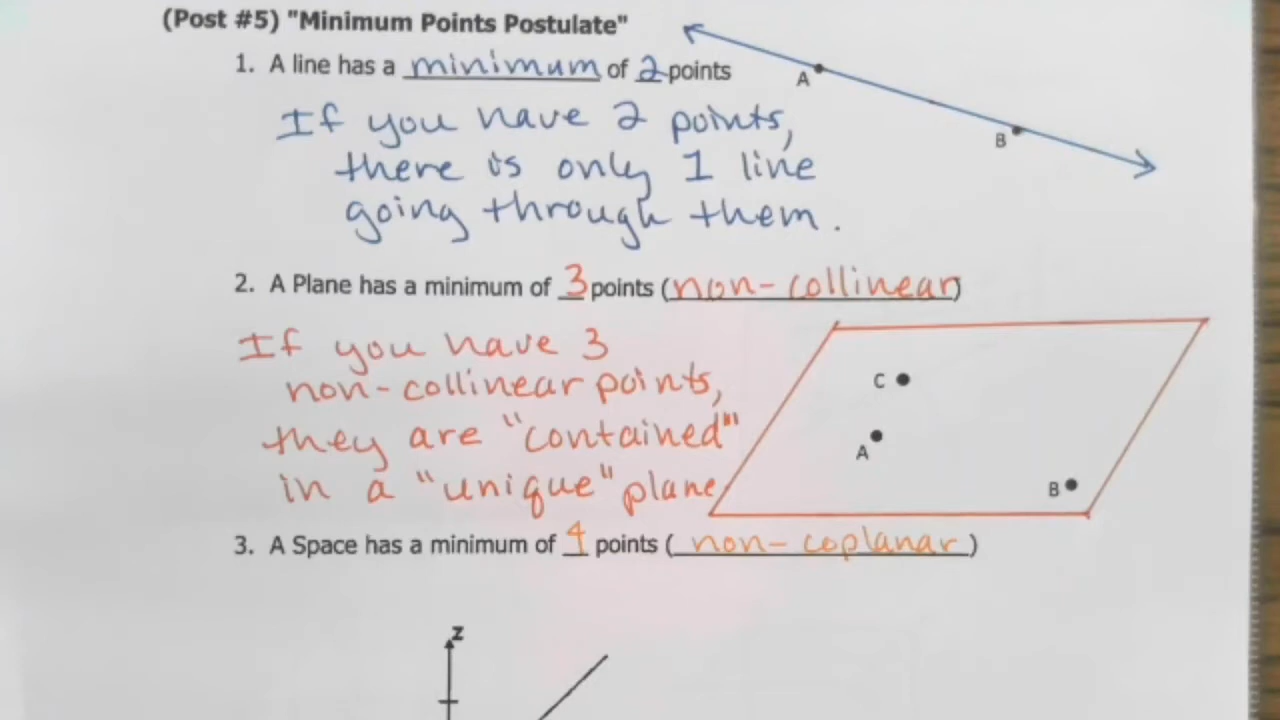 (Post #5) "Minimum Points Postulate"
1. A line has a minimum of 2 points
A
B
If you have 2 points,
there is only 1 line
going through them.
2. A Plane has a minimum of 3 points (non-collinear)
If you have 3
non-collinear points,
they are "contained"
in a "unique" plane
C
A
B
3. A Space has a minimum of 4 points (non-coplanar)
z